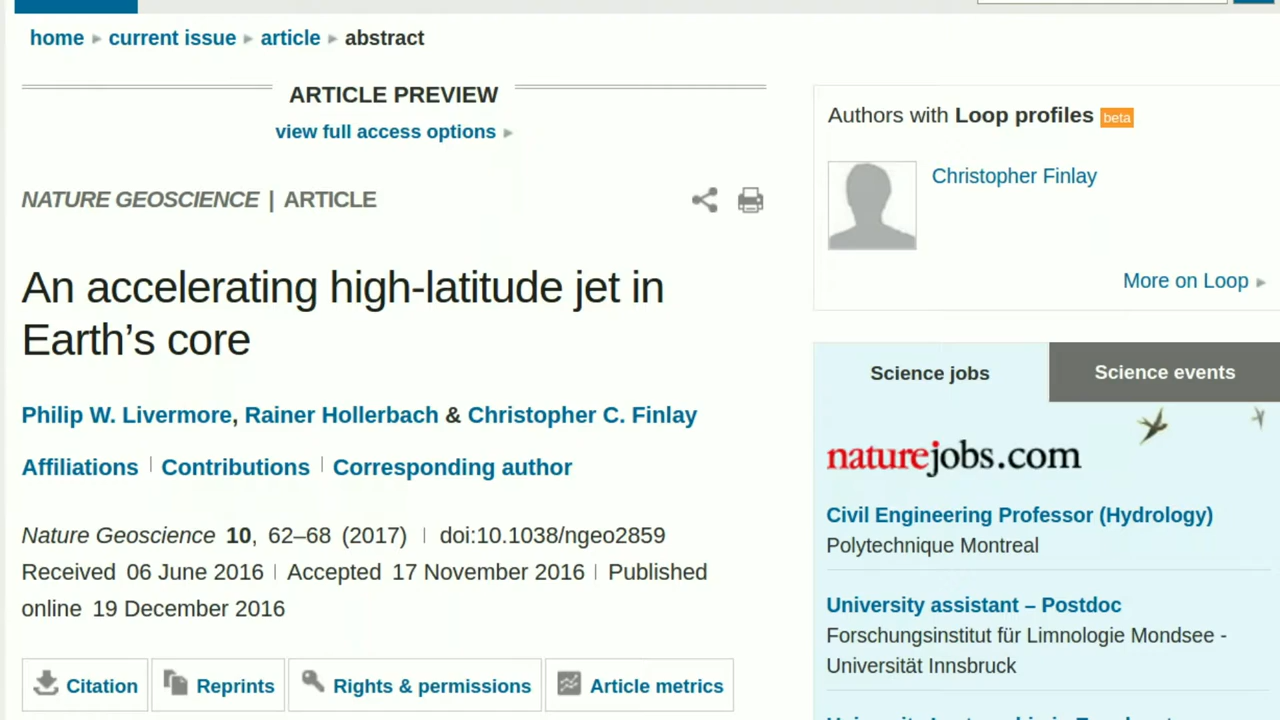 home current issue article abstract
ARTICLE PREVIEW
view full access options
NATURE GEOSCIENCE | ARTICLE
An accelerating high-latitude jet in
Earth’s core
Philip W. Livermore, Rainer Hollerbach & Christopher C. Finlay
Affiliations Contributions Corresponding author
Nature Geoscience 10, 62–68 (2017) doi:10.1038/ngeo2859
Received 06 June 2016 Accepted 17 November 2016 Published
online 19 December 2016
Citation Reprints Rights & permissions Article metrics
Authors with Loop profiles beta
Christopher Finlay
More on Loop
Science jobs Science events
naturejobs.com
Civil Engineering Professor (Hydrology)
Polytechnique Montreal
University assistant – Postdoc
Forschungsinstitut für Limnologie Mondsee -
Universität Innsbruck